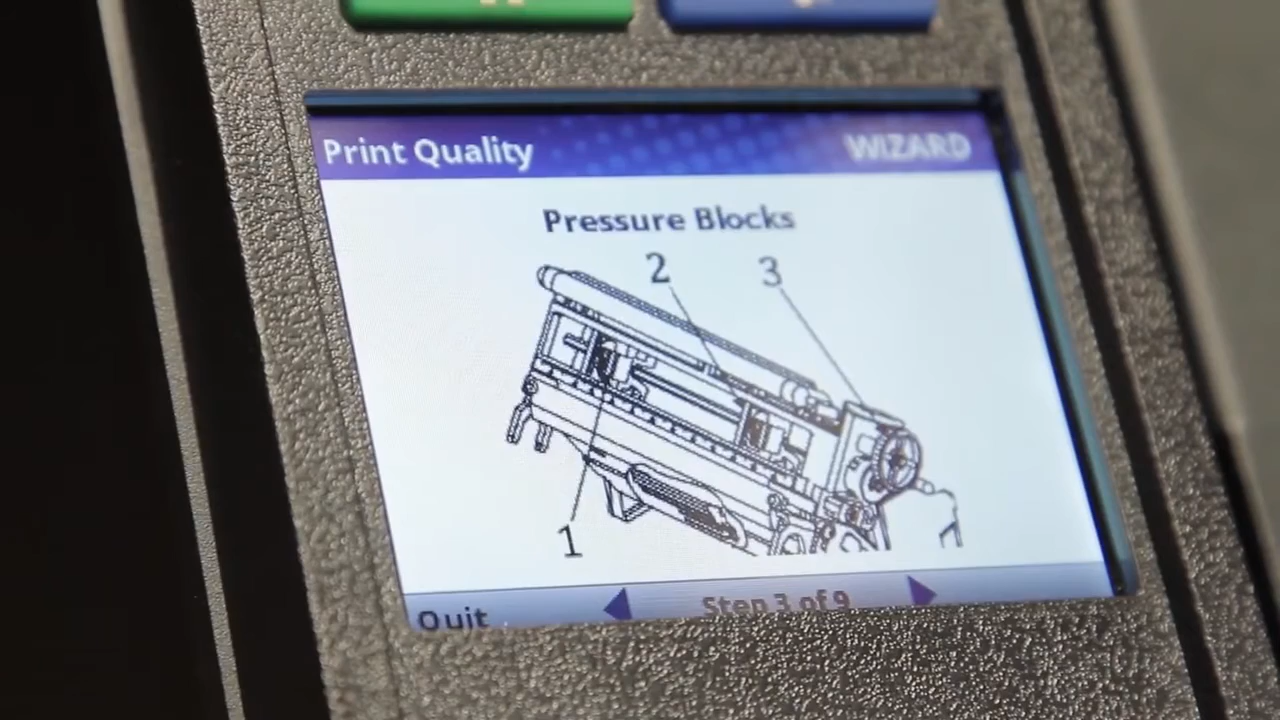 Print Quality
WIZARD
Pressure Blocks
2
3
1
Quit
Step 3 of 9